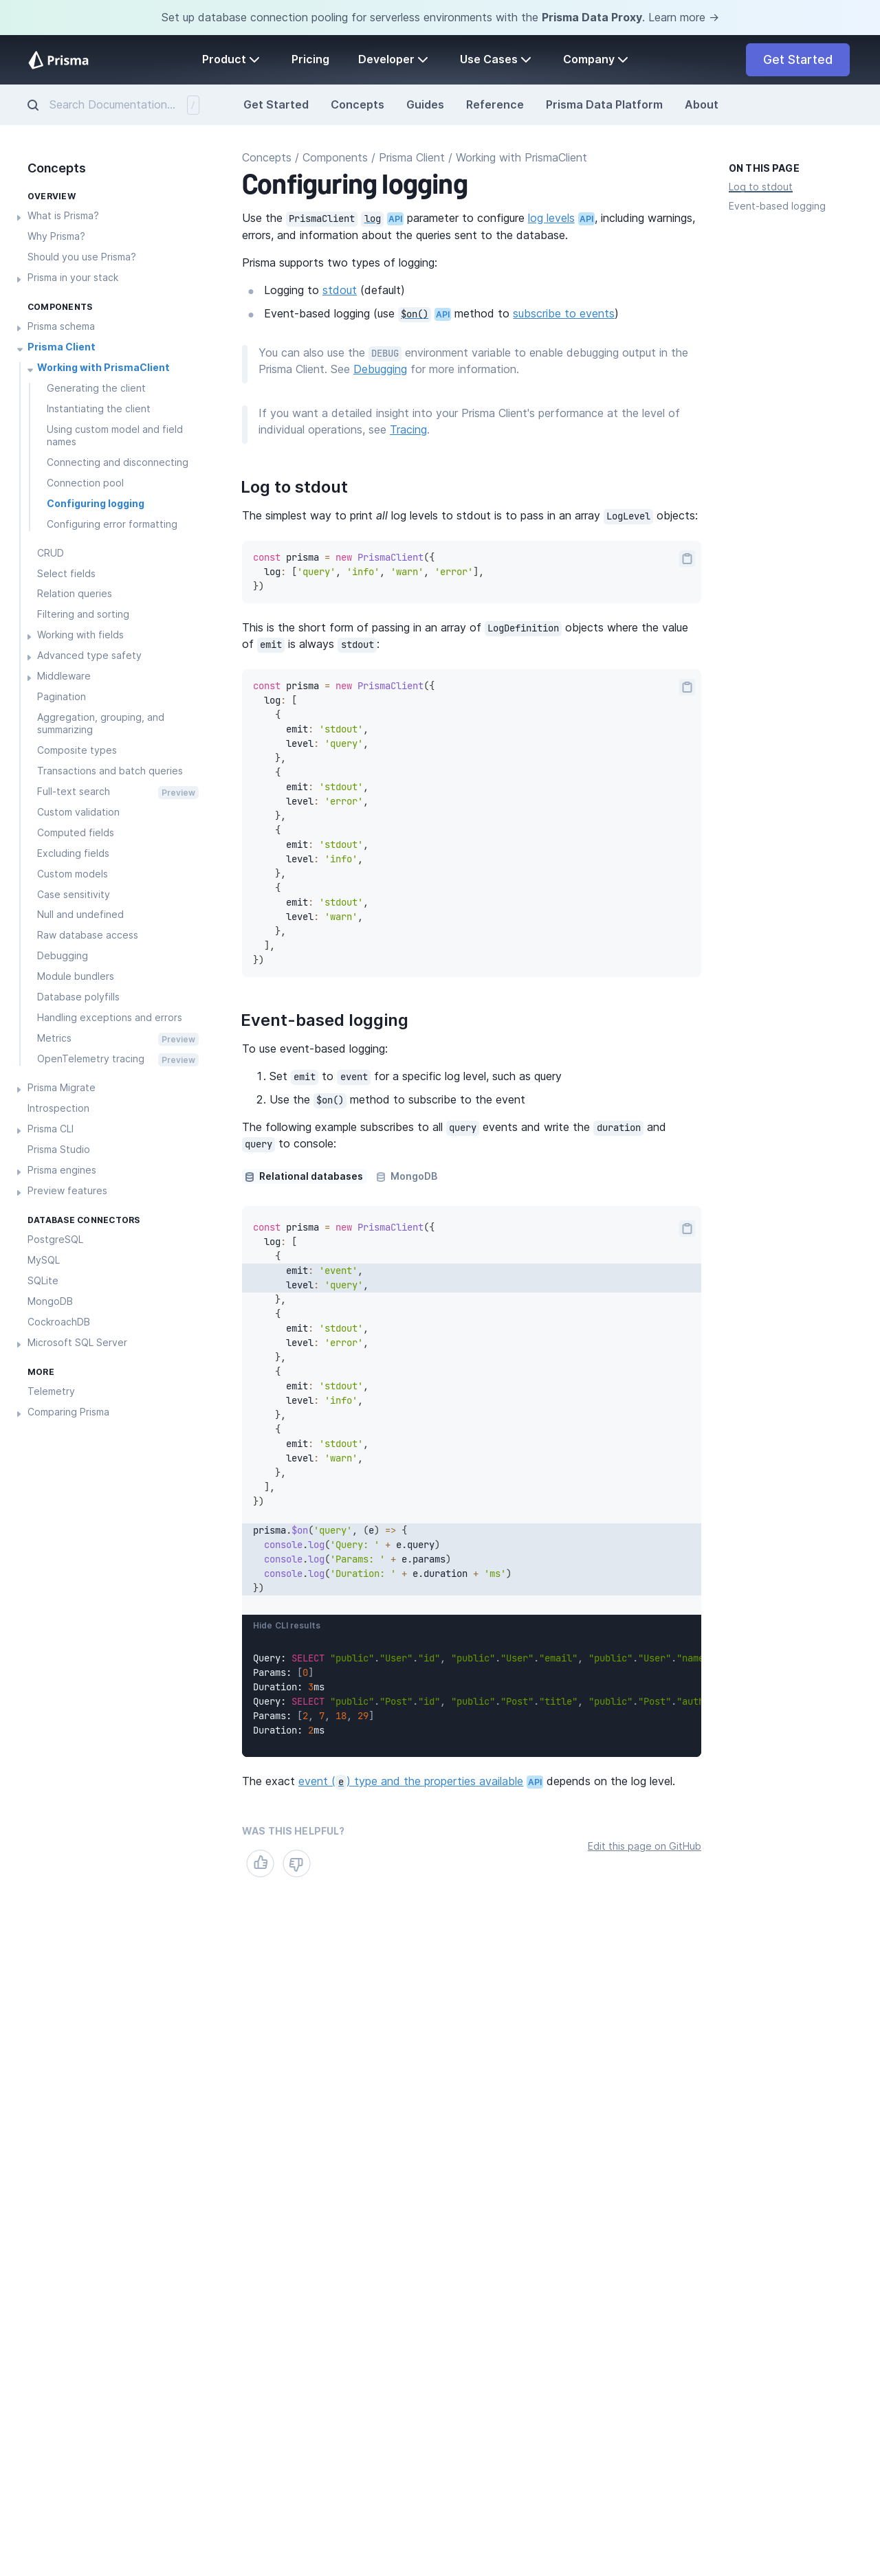 Set up database connection pooling for serverless environments with the Prisma Data Proxy. Learn more →
Prisma
Product
Pricing
Developer
Use Cases
Company
Get Started
Search Documentation... /
Get Started
Concepts
Guides
Reference
Prisma Data Platform
About
Concepts
OVERVIEW
What is Prisma?
Why Prisma?
Should you use Prisma?
Prisma in your stack
COMPONENTS
Prisma schema
Prisma Client
Working with PrismaClient
Generating the client
Instantiating the client
Using custom model and field
names
Connecting and disconnecting
Connection pool
Configuring logging
Configuring error formatting
CRUD
Select fields
Relation queries
Filtering and sorting
Working with fields
Advanced type safety
Middleware
Pagination
Aggregation, grouping, and
summarizing
Composite types
Transactions and batch queries
Full-text search Preview
Custom validation
Computed fields
Excluding fields
Custom models
Case sensitivity
Null and undefined
Raw database access
Debugging
Module bundlers
Database polyfills
Handling exceptions and errors
Metrics Preview
OpenTelemetry tracing Preview
Prisma Migrate
Introspection
Prisma CLI
Prisma Studio
Prisma engines
Preview features
DATABASE CONNECTORS
PostgreSQL
MySQL
SQLite
MongoDB
CockroachDB
Microsoft SQL Server
MORE
Telemetry
Comparing Prisma
Concepts / Components / Prisma Client / Working with PrismaClient
Configuring logging
Use the PrismaClient log API parameter to configure log levels API, including warnings,
errors, and information about the queries sent to the database.
Prisma supports two types of logging:
Logging to stdout (default)
Event-based logging (use $on() API method to subscribe to events)
You can also use the DEBUG environment variable to enable debugging output in the
Prisma Client. See Debugging for more information.
If you want a detailed insight into your Prisma Client's performance at the level of
individual operations, see Tracing.
Log to stdout
The simplest way to print all log levels to stdout is to pass in an array LogLevel objects:
const prisma = new PrismaClient({
  log: ['query', 'info', 'warn', 'error'],
})
This is the short form of passing in an array of LogDefinition objects where the value
of emit is always stdout:
const prisma = new PrismaClient({
  log: [
    {
      emit: 'stdout',
      level: 'query',
    },
    {
      emit: 'stdout',
      level: 'error',
    },
    {
      emit: 'stdout',
      level: 'info',
    },
    {
      emit: 'stdout',
      level: 'warn',
    },
  ],
})
Event-based logging
To use event-based logging:
1. Set emit to event for a specific log level, such as query
2. Use the $on() method to subscribe to the event
The following example subscribes to all query events and write the duration and
query to console:
Relational databases
MongoDB
const prisma = new PrismaClient({
  log: [
    {
      emit: 'event',
      level: 'query',
    },
    {
      emit: 'stdout',
      level: 'error',
    },
    {
      emit: 'stdout',
      level: 'info',
    },
    {
      emit: 'stdout',
      level: 'warn',
    },
  ],
})
prisma.$on('query', (e) => {
  console.log('Query: ' + e.query)
  console.log('Params: ' + e.params)
  console.log('Duration: ' + e.duration + 'ms')
})
Hide CLI results
Query: SELECT "public"."User"."id", "public"."User"."email", "public"."User"."name
Params: [0]
Duration: 3ms
Query: SELECT "public"."Post"."id", "public"."Post"."title", "public"."Post"."auth
Params: [2, 7, 18, 29]
Duration: 2ms
The exact event (e) type and the properties available API depends on the log level.
WAS THIS HELPFUL?
Edit this page on GitHub
ON THIS PAGE
Log to stdout
Event-based logging